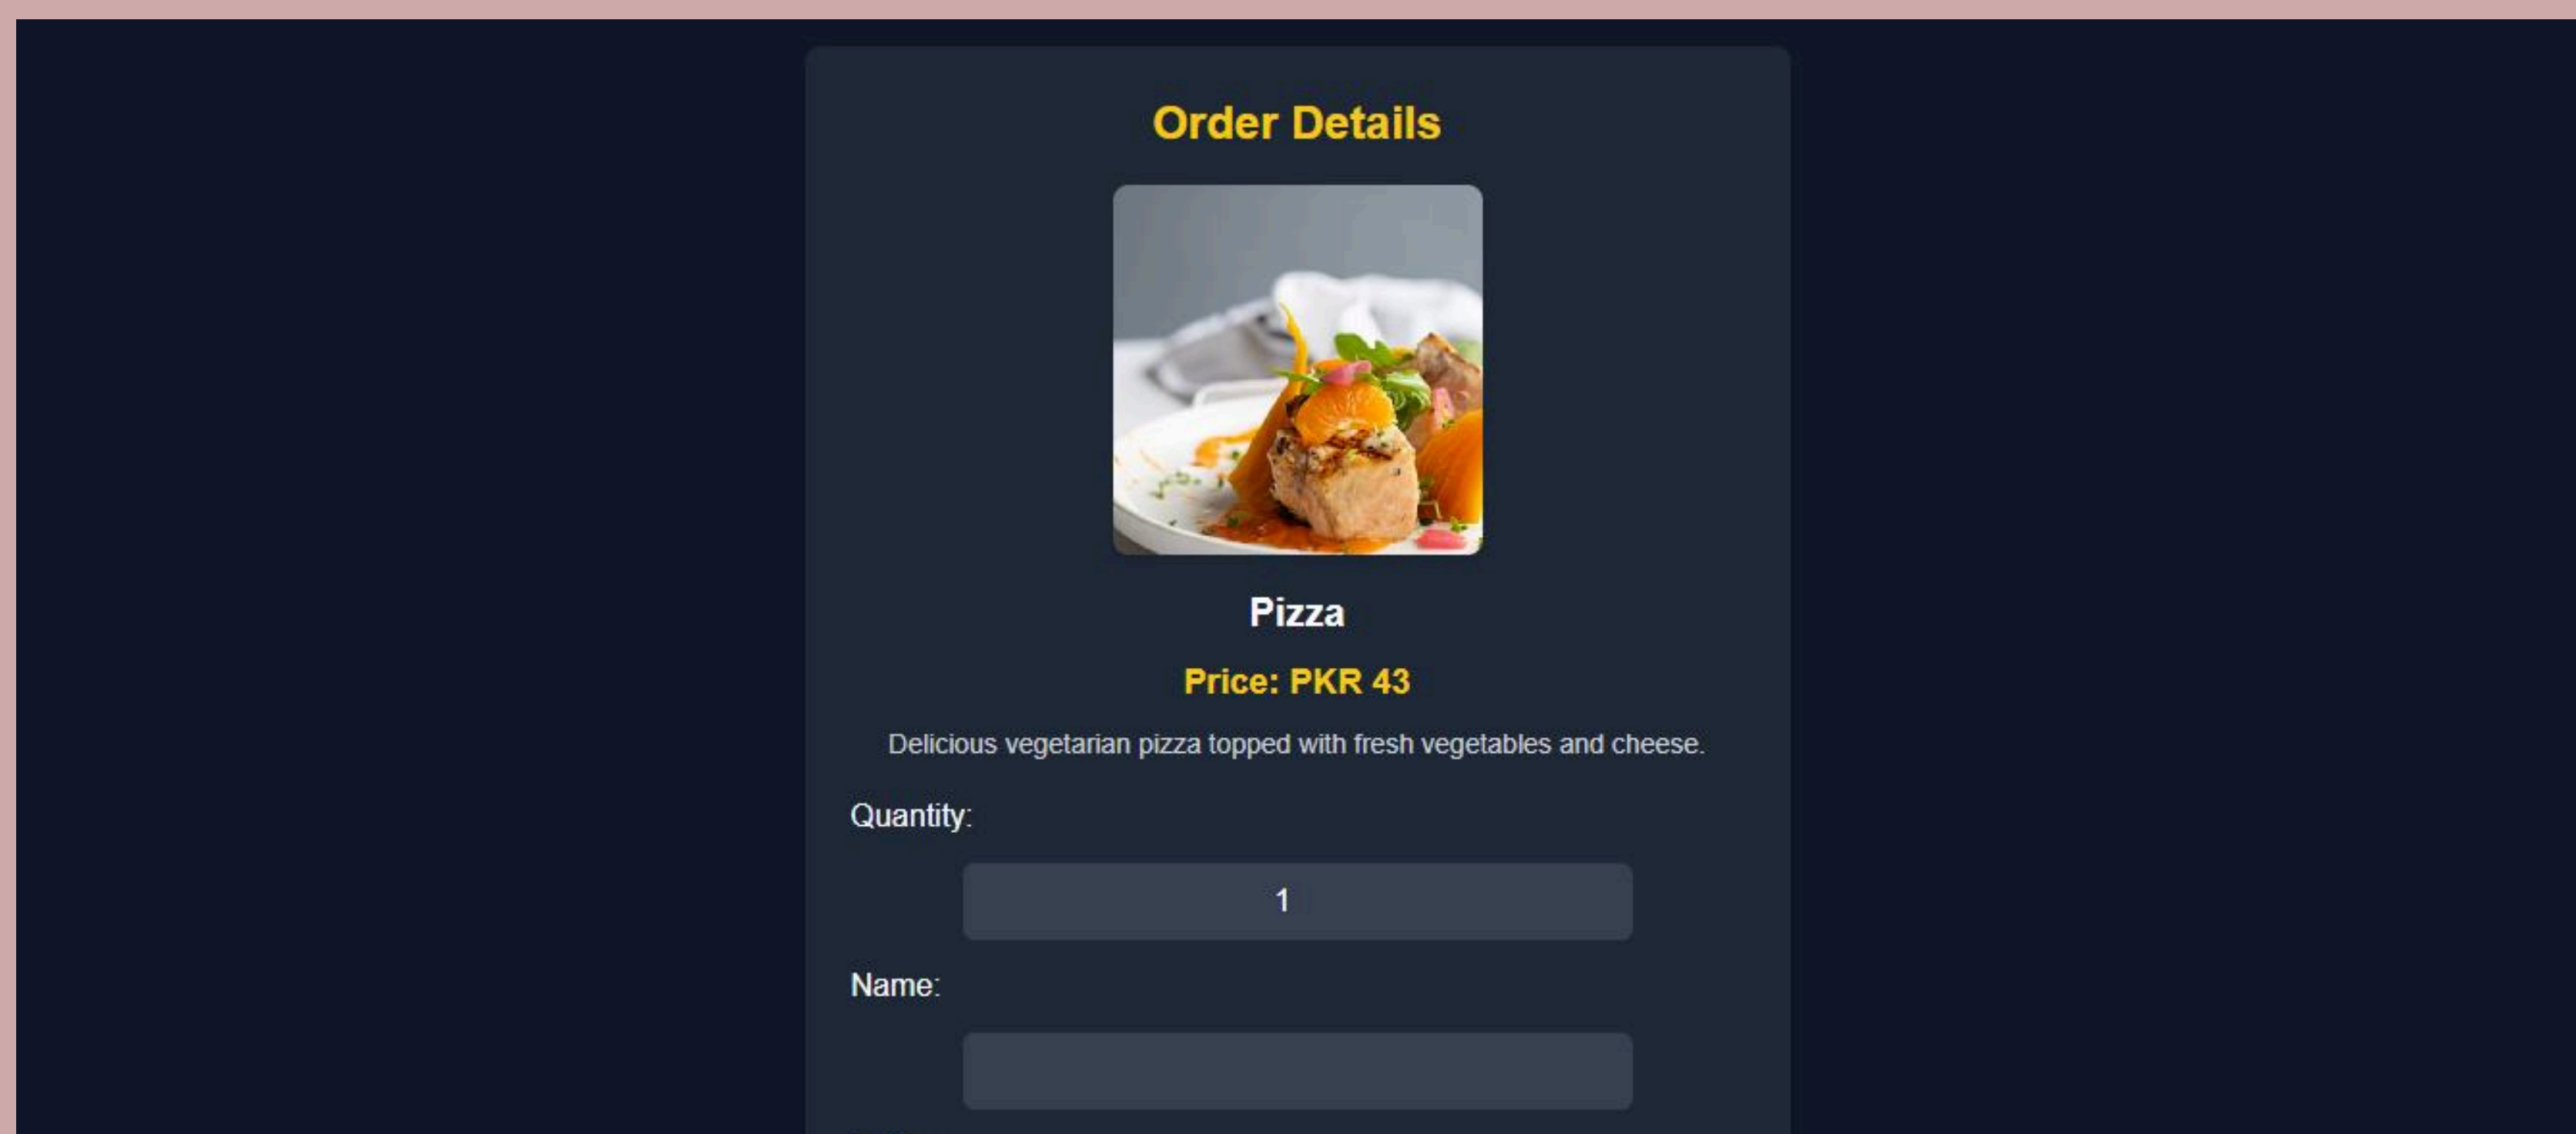 Order Details
Pizza
Price: PKR 43
Delicious vegetarian pizza topped with fresh vegetables and cheese.
Quantity:
1
Name: